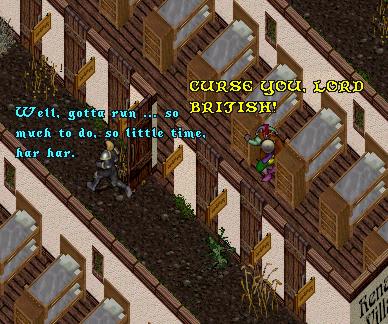 CURSE YOU, LORD
BRITISH!
Well, gotta run ... so
much to do, so little time,
har har.